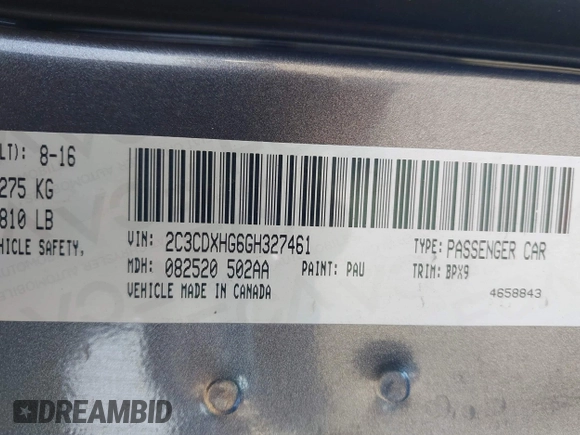 LT): 8-16
275 KG
810 LB
HICLE SAFETY,
VIN: 2C3CDXHG6GH327461
TYPE: PASSENGER CAR
MDH: 082520 502AA
PAINT: PAU
TRIM: BPX9
VEHICLE MADE IN CANADA
4658843
DREAMBID